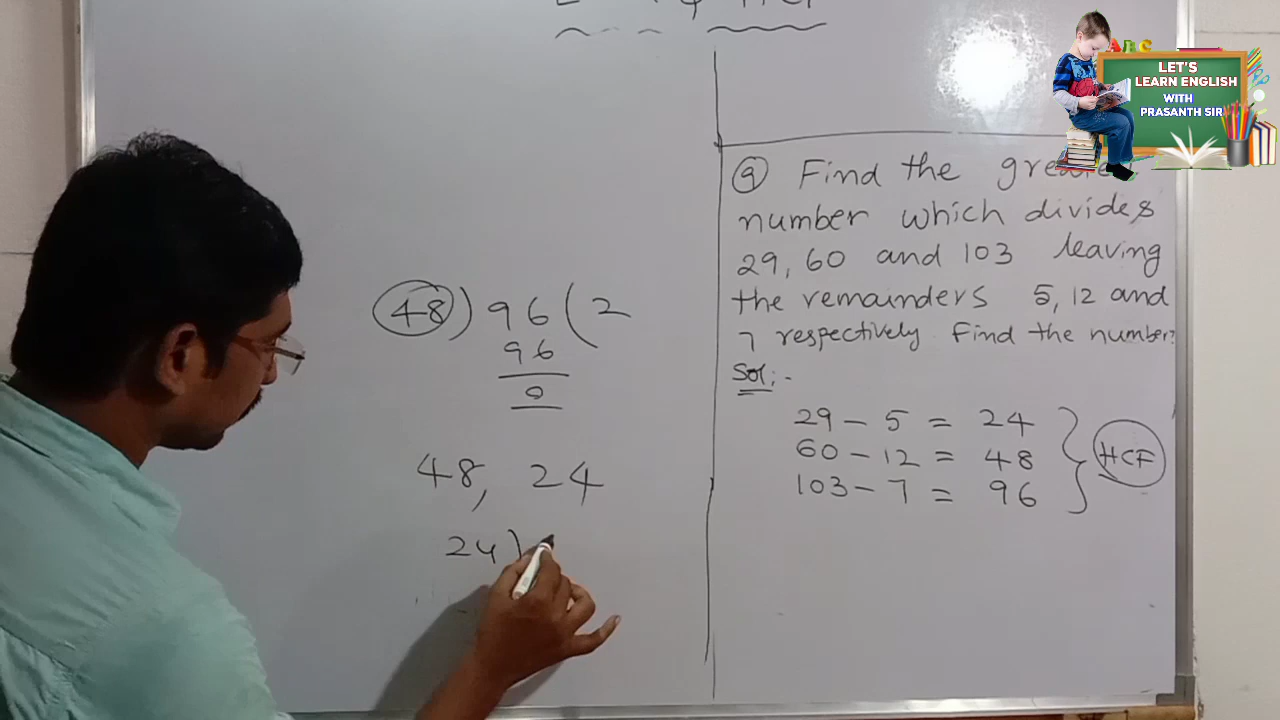 LET'S
LEARN ENGLISH
WITH
PRASANTH SIR
ABC
48) 96 ( 2
96
0
48, 24
24)
9 Find the
number which divides
29, 60 and 103 leaving
the remainders 5, 12 and
7 respectively Find the number?
Sol:-
29 - 5 = 24
60 - 12 = 48
103 - 7 = 96
HCF